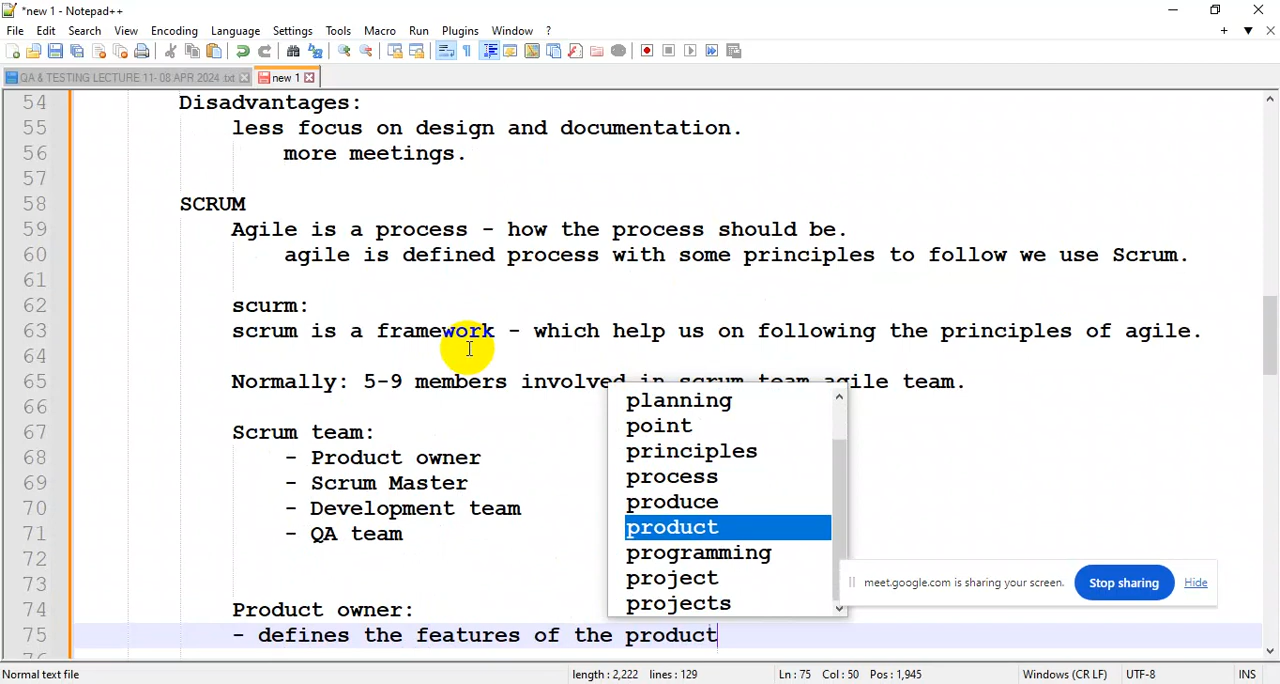 *new 1 - Notepad++
File Edit Search View Encoding Language Settings Tools Macro Run Plugins Window ?
QA & TESTING LECTURE 11- 08 APR 2024 .txt new 1
54 Disadvantages:
55 less focus on design and documentation.
56 more meetings.
57
58 SCRUM
59 Agile is a process - how the process should be.
60 agile is defined process with some principles to follow we use Scrum.
61
62 scurm:
63 scrum is a framework - which help us on following the principles of agile.
64
65 Normally: 5-9 members involved in scrum team agile team.
66
67 Scrum team:
68 - Product owner
69 - Scrum Master
70 - Development team
71 - QA team
72
73
74 Product owner:
75 - defines the features of the product
planning
point
principles
process
produce
product
programming
project
projects
meet.google.com is sharing your screen. Stop sharing Hide
Normal text file length : 2,222 lines : 129 Ln : 75 Col : 50 Pos : 1,945 Windows (CR LF) UTF-8 INS